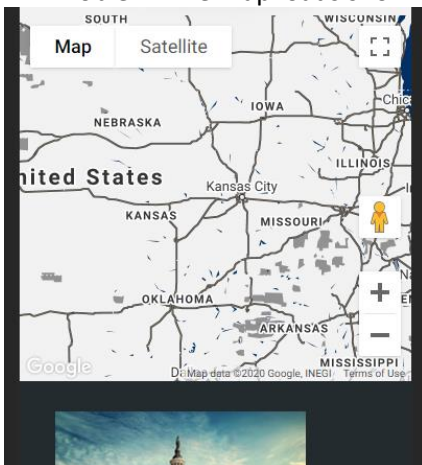 SOUTH
WISCONSIN
Map Satellite
IOWA
Chic
NEBRASKA
ILLINOIS
nited States
Kansas City
KANSAS
MISSOURI
OKLAHOMA
ARKANSAS
MISSISSIPPI
Google
Map data ©2020 Google, INEGI Terms of Use